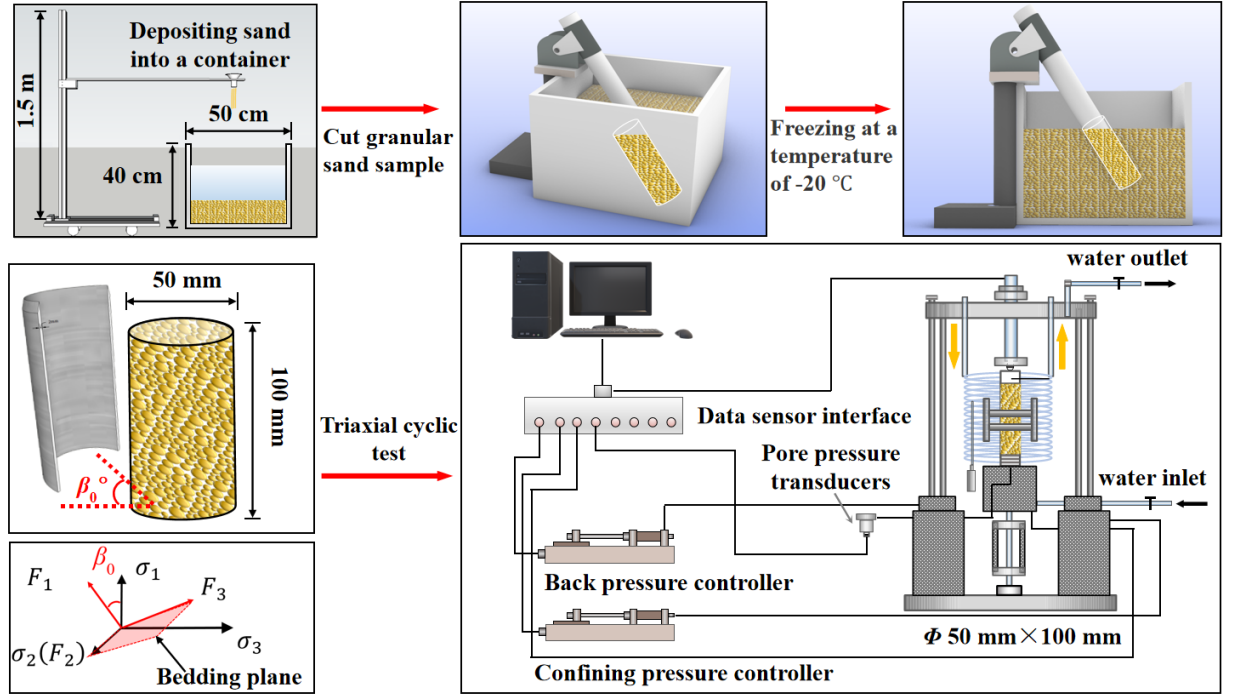 Depositing sand
into a container
1.5 m
50 cm
40 cm
Cut granular
sand sample
Freezing at a
temperature
of -20 ℃
50 mm
100 mm
β₀°
Triaxial cyclic
test
water outlet
Data sensor interface
Pore pressure
transducers
water inlet
Back pressure controller
Φ 50 mm×100 mm
Confining pressure controller
F₁
β₀
σ₁
F₃
σ₃
σ₂(F₂)
Bedding plane